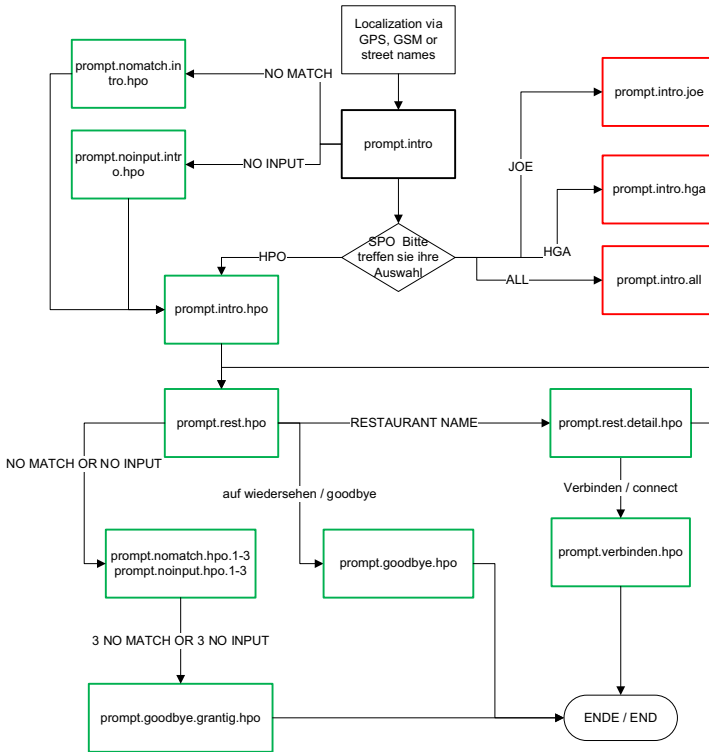 Localization via
GPS, GSM or
street names
prompt.nomatch.in
tro.hpo
NO MATCH
prompt.intro.joe
prompt.intro
prompt.noinput.int
ro.hpo
NO INPUT
JOE
prompt.intro.hga
SPO Bitte
treffen sie ihre
Auswahl
HPO
HGA
ALL
prompt.intro.all
prompt.intro.hpo
prompt.rest.hpo
RESTAURANT NAME
prompt.rest.detail.hpo
NO MATCH OR NO INPUT
auf wiedersehen / goodbye
Verbinden / connect
prompt.nomatch.hpo.1-3
prompt.noinput.hpo.1-3
prompt.goodbye.hpo
prompt.verbinden.hpo
3 NO MATCH OR 3 NO INPUT
prompt.goodbye.grantig.hpo
ENDE / END